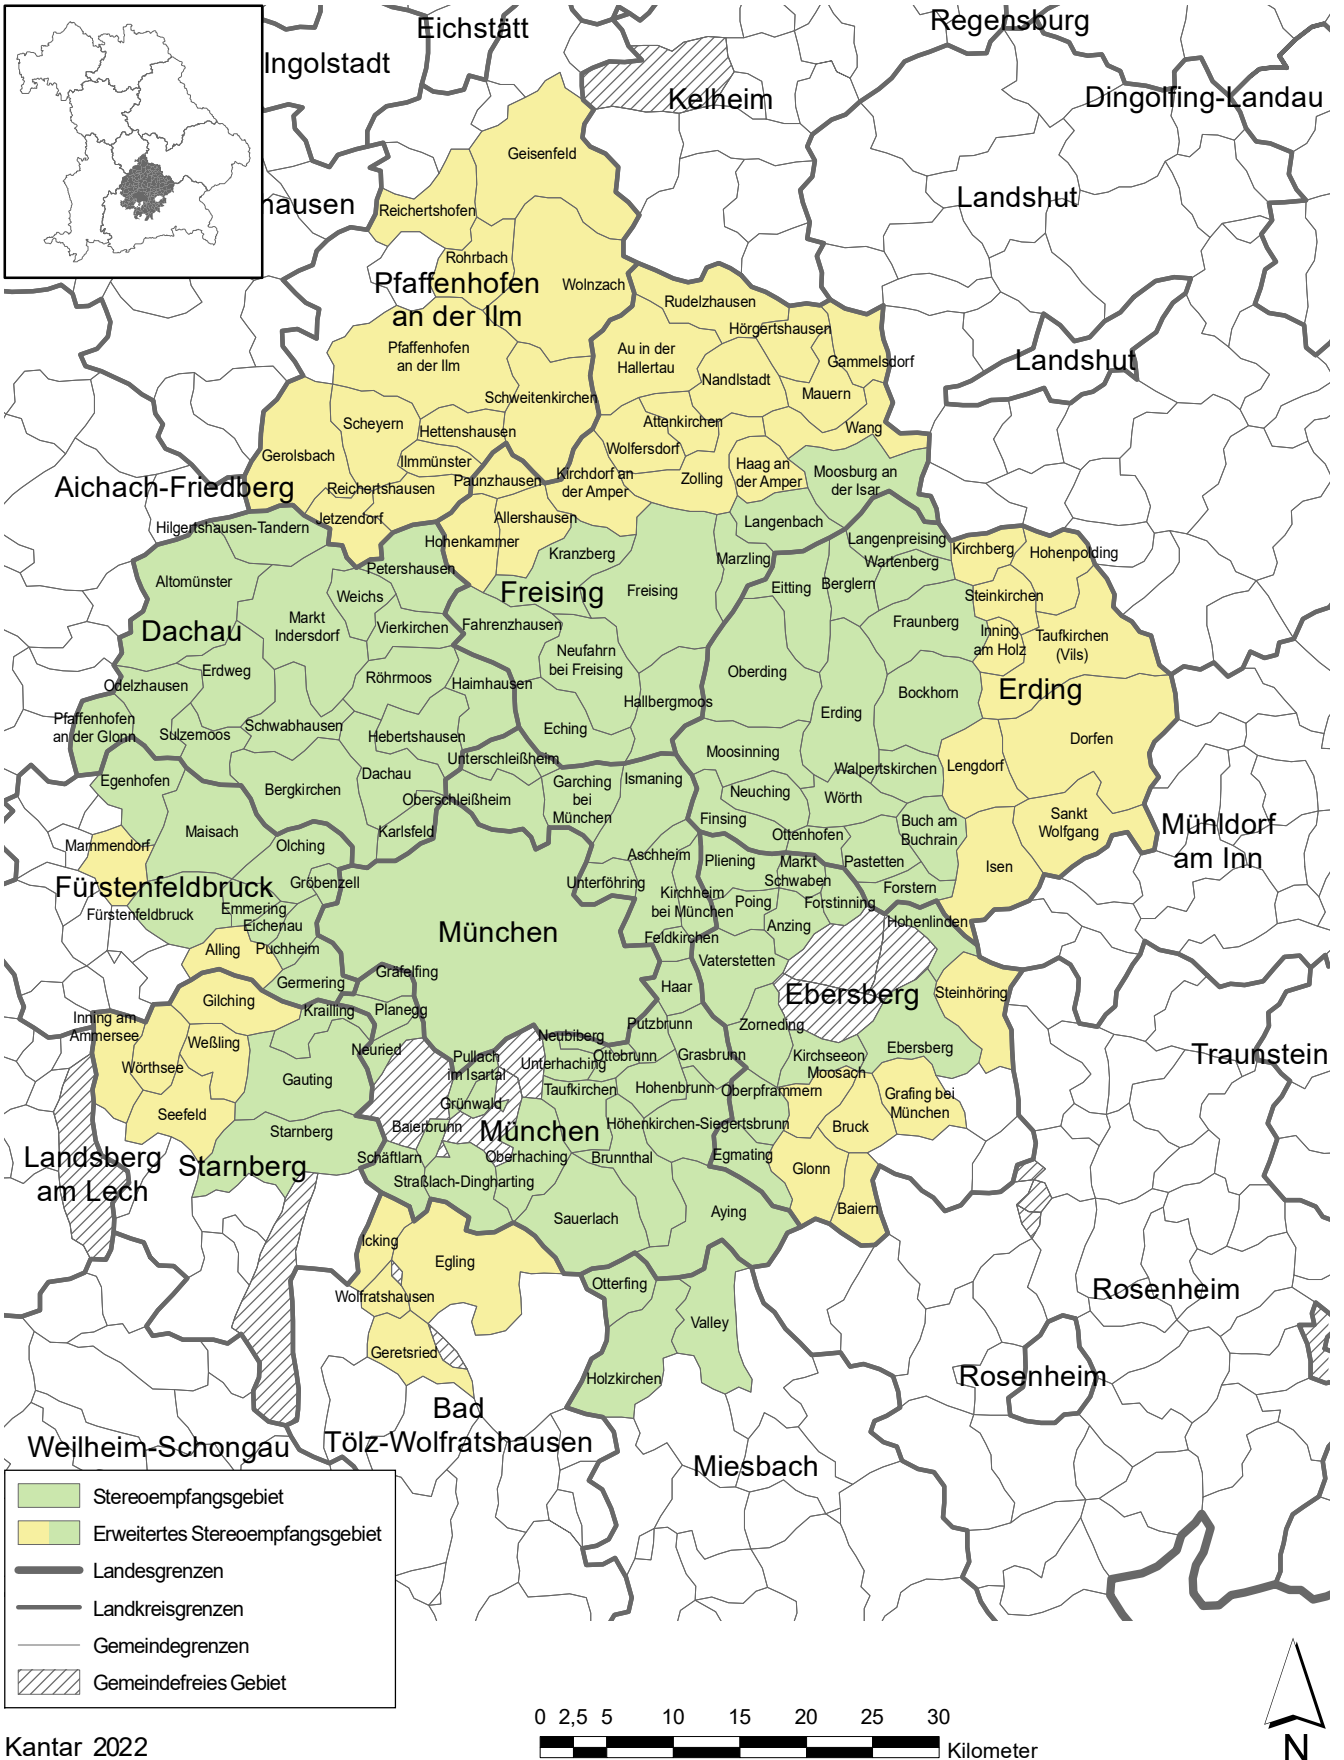 Eichstätt
Regensburg
Ingolstadt
Kelheim
Dingolfing-Landau
Geisenfeld
Landshut
hausen
Reichertshofen
Rohrbach
Pfaffenhofen
an der Ilm
Wolnzach
Rudelzhausen
Hörgertshausen
Pfaffenhofen
an der Ilm
Au in der
Hallertau
Gammelsdorf
Landshut
Nandlstadt
Mauern
Schweitenkirchen
Scheyern
Hettenshausen
Attenkirchen
Wang
Gerolsbach
Ilmmünster
Wolfersdorf
Haag an
der Amper
Moosburg an
der Isar
Aichach-Friedberg
Reichertshausen
Paunzhausen
Kirchdorf an
der Amper
Zolling
Hilgertshausen-Tandern
Jetzendorf
Allershausen
Langenbach
Hohenkammer
Langenpreising
Kirchberg
Hohenpolding
Petershausen
Kranzberg
Marzling
Wartenberg
Altomünster
Freising
Freising
Eitting
Berglern
Steinkirchen
Weichs
Dachau
Markt
Indersdorf
Vierkirchen
Fahrenzhausen
Fraunberg
Inning
am Holz
Taufkirchen
(Vils)
Neufahrn
bei Freising
Erdweg
Röhrmoos
Haimhausen
Oberding
Bockhorn
Erding
Odelzhausen
Hallbergmoos
Erding
Pfaffenhofen
an der Glonn
Sulzemoos
Schwabhausen
Hebertshausen
Eching
Dorfen
Moosinning
Unterschleißheim
Walpertskirchen
Lengdorf
Egenhofen
Dachau
Garching
bei
München
Ismaning
Bergkirchen
Oberschleißheim
Neuching
Wörth
Maisach
Karlsfeld
Finsing
Ottenhofen
Buch am
Buchrain
Sankt
Wolfgang
Mühldorf
am Inn
Mammendorf
Olching
Aschheim
Pliening
Markt
Schwaben
Pastetten
Isen
Fürstenfeldbruck
Gröbenzell
Unterföhring
Kirchheim
bei München
Poing
Forstinning
Forstern
Fürstenfeldbruck
Emmering
Eichenau
Anzing
Hohenlinden
Alling
Puchheim
München
Feldkirchen
Vaterstetten
Germering
Gräfelfing
Haar
Ebersberg
Steinhöring
Gilching
Krailling
Planegg
Inning am
Ammersee
Weßling
Neuried
Neubiberg
Putzbrunn
Zorneding
Wörthsee
Pullach
im Isartal
Unterhaching
Ottobrunn
Grasbrunn
Kirchseeon
Ebersberg
Traunstein
Gauting
Moosach
Taufkirchen
Hohenbrunn
Oberpframmern
Grafing bei
München
Seefeld
Grünwald
Starnberg
Baierbrunn
München
Höhenkirchen-Siegertsbrunn
Bruck
Landsberg
am Lech
Starnberg
Schäftlarn
Oberhaching
Brunnthal
Egmating
Glonn
Straßlach-Dingharting
Baiern
Sauerlach
Aying
Icking
Egling
Otterfing
Rosenheim
Wolfratshausen
Valley
Geretsried
Holzkirchen
Rosenheim
Bad
Tölz-Wolfratshausen
Weilheim-Schongau
Miesbach
Stereoempfangsgebiet
Erweitertes Stereoempfangsgebiet
Landesgrenzen
Landkreisgrenzen
Gemeindegrenzen
Gemeindefreies Gebiet
0 2,5 5 10 15 20 25 30
Kilometer
N
Kantar 2022